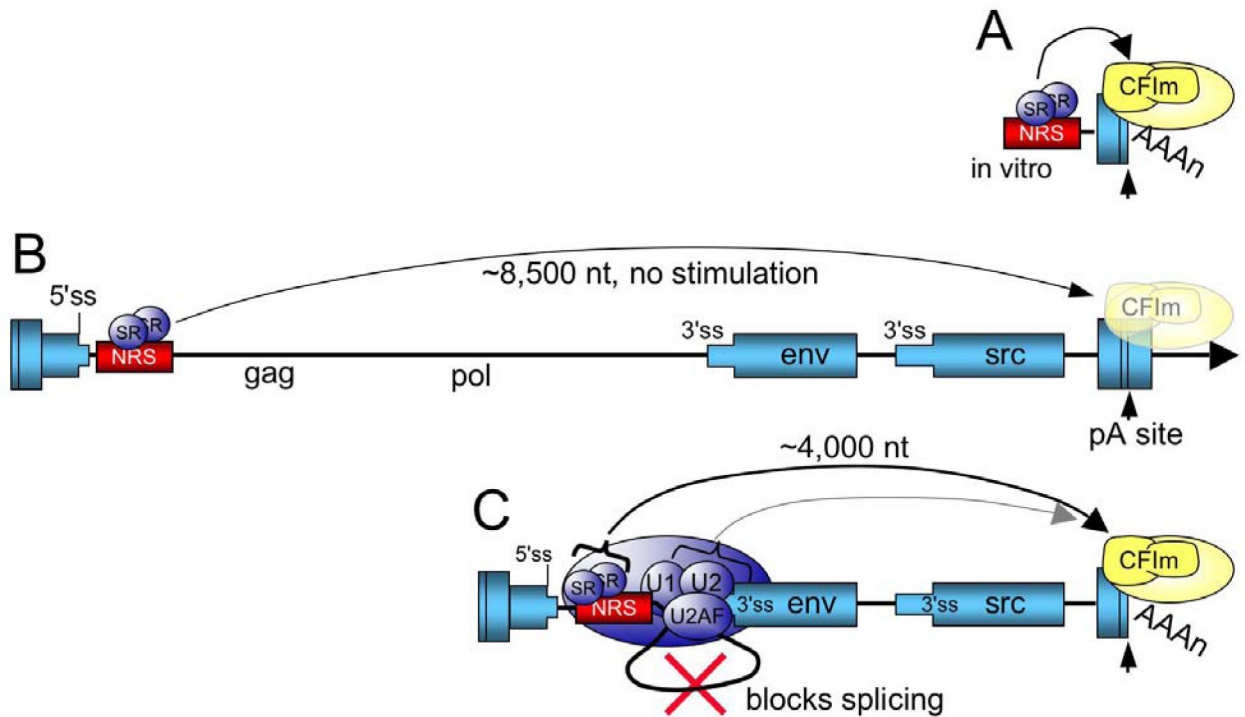 A
CFIm
SR
SR
NRS
AAAn
in vitro
B
~8,500 nt, no stimulation
5'ss
SR
SR
NRS
CFIm
3'ss
3'ss
env
src
gag
pol
pA site
~4,000 nt
C
5'ss
SR
SR
NRS
U1
U2
U2AF
3'ss
env
3'ss
src
CFIm
AAAn
blocks splicing